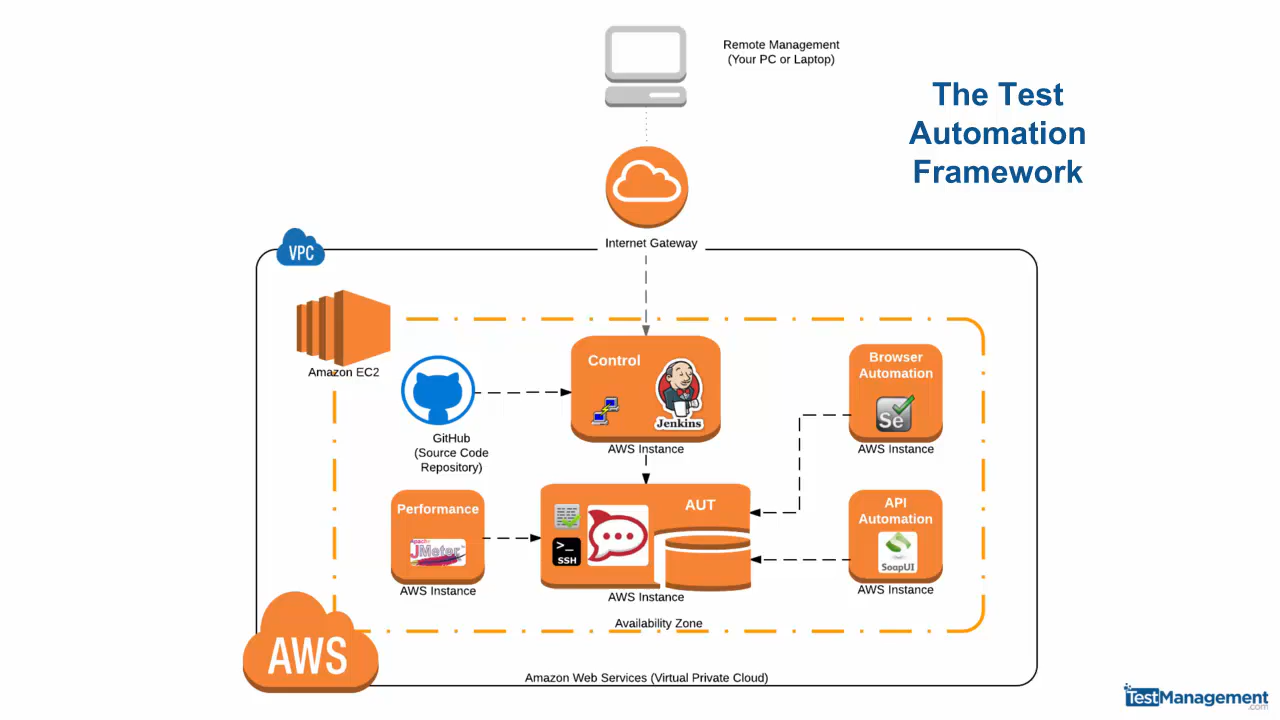 Remote Management
(Your PC or Laptop)
The Test
Automation
Framework
Internet Gateway
VPC
Amazon EC2
Control
Jenkins
AWS Instance
Browser
Automation
Se
AWS Instance
GitHub
(Source Code
Repository)
Performance
Apache
JMeter
AWS Instance
AUT
>_
SSH
AWS Instance
API
Automation
SoapUI
AWS Instance
Availability Zone
AWS
Amazon Web Services (Virtual Private Cloud)
TestManagement
.com